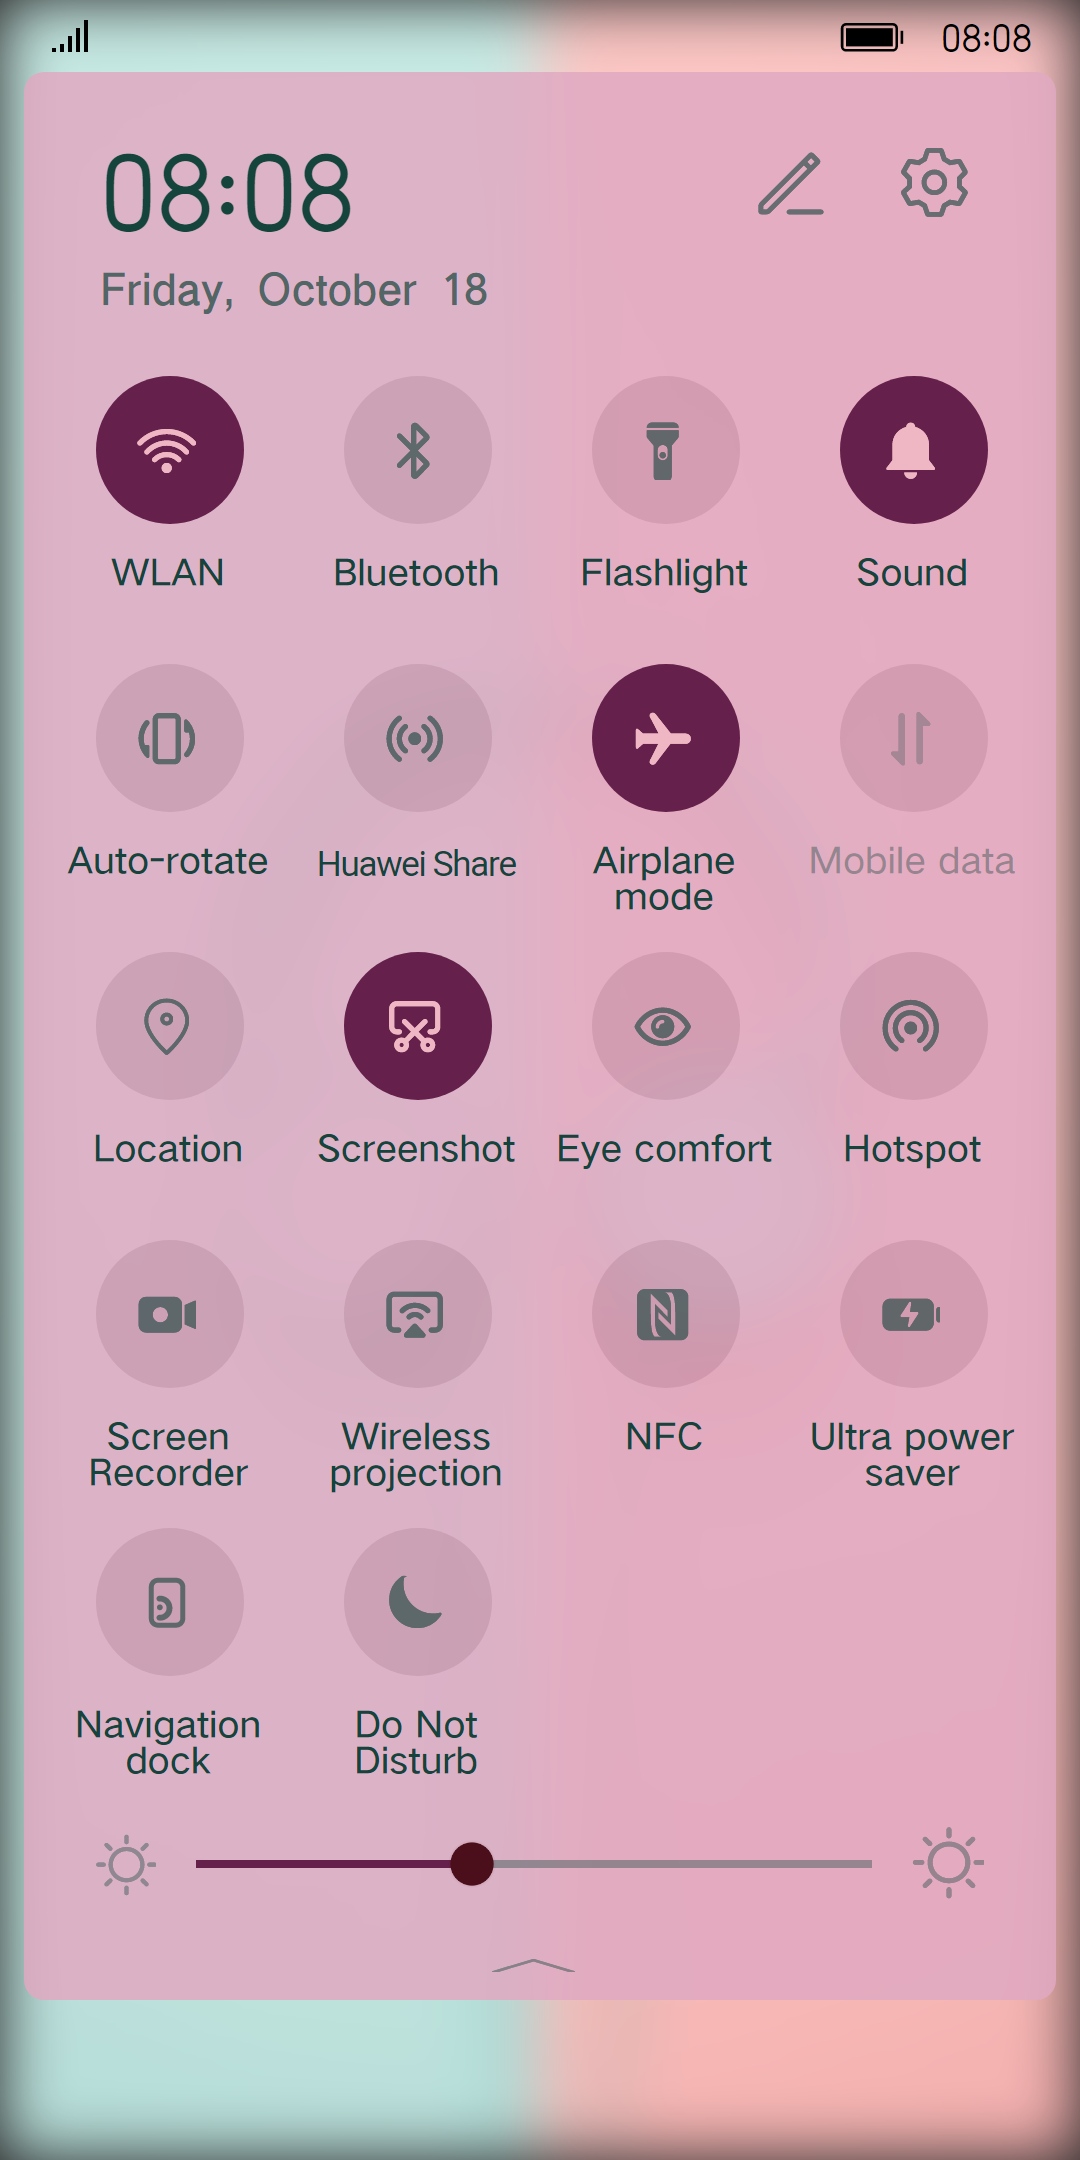 08:08
08:08
Friday, October 18
WLAN
Bluetooth
Flashlight
Sound
Auto-rotate
Huawei Share
Airplane
mode
Mobile data
Location
Screenshot
Eye comfort
Hotspot
Screen
Recorder
Wireless
projection
NFC
Ultra power
saver
Navigation
dock
Do Not
Disturb